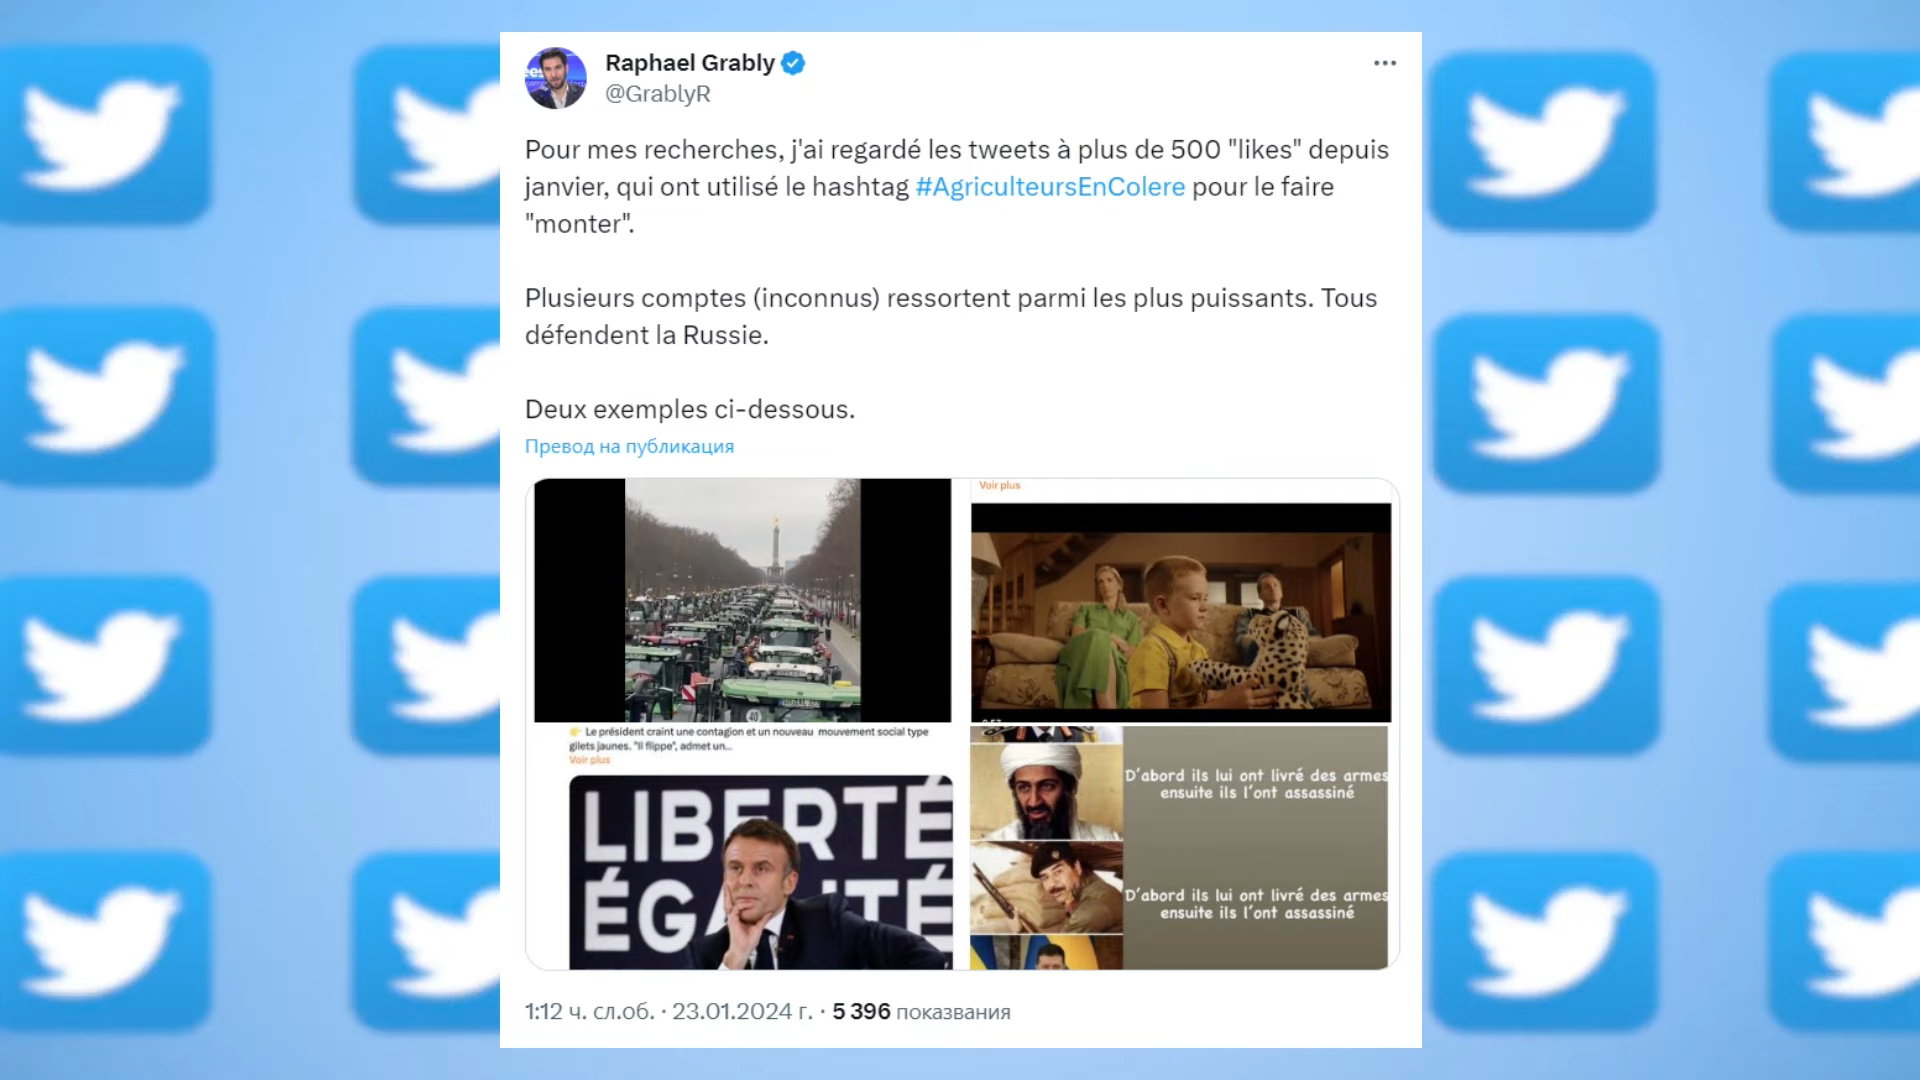 Raphael Grably
@GrablyR
Pour mes recherches, j'ai regardé les tweets à plus de 500 "likes" depuis
janvier, qui ont utilisé le hashtag #AgriculteursEnColere pour le faire
"monter".
Plusieurs comptes (inconnus) ressortent parmi les plus puissants. Tous
défendent la Russie.
Deux exemples ci-dessous.
Превод на публикация
Voir plus
Le président craint une contagion et un nouveau mouvement social type
gilets jaunes. "Il flippe", admet un...
Voir plus
LIBERTÉ
D'abord ils lui ont livré des armes
ensuite ils l'ont assassiné
D'abord ils lui ont livré des armes
ensuite ils l'ont assassiné
1:12 ч. сл.об. · 23.01.2024 г. · 5 396 показвания